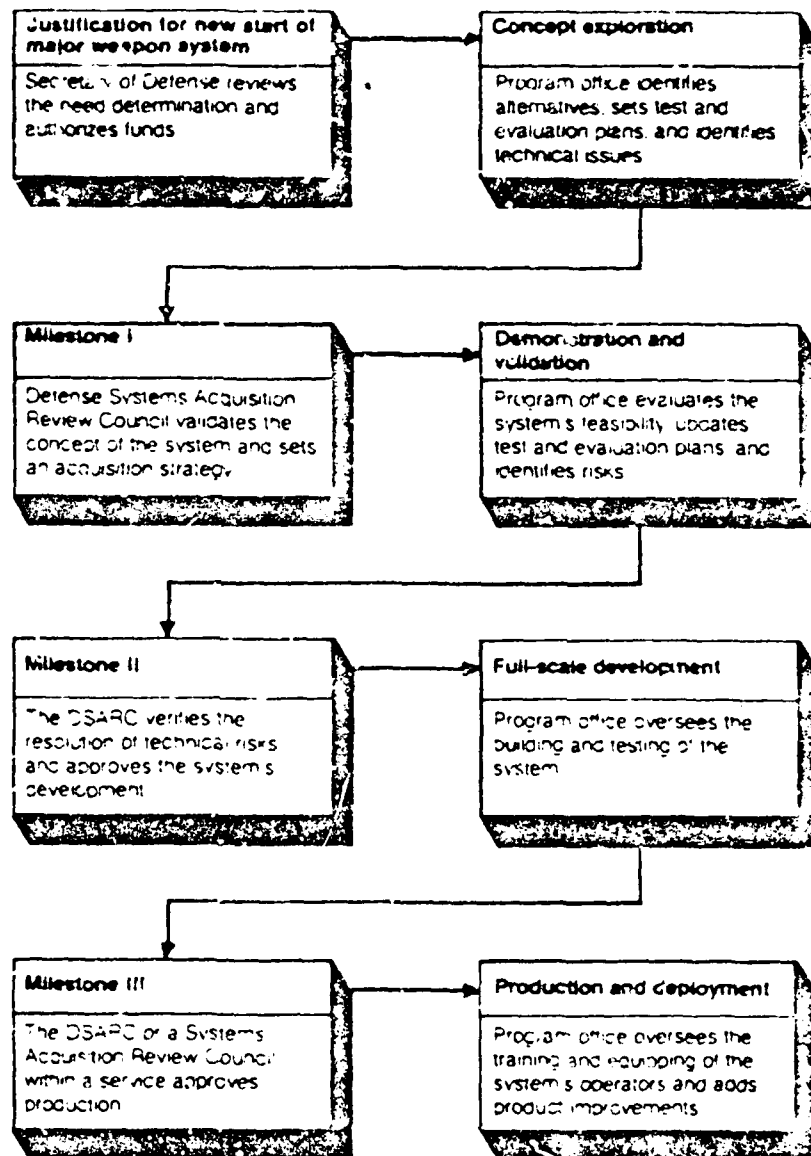 Justification for new start of
major weapon system
Secretary of Defense reviews
the need determination and
authorizes funds
Concept exploration
Program office identifies
alternatives, sets test and
evaluation plans, and identifies
technical issues
Milestone I
Defense Systems Acquisition
Review Council validates the
concept of the system and sets
an acquisition strategy
Demonstration and
validation
Program office evaluates the
system's feasibility, updates
test and evaluation plans, and
identifies risks
Milestone II
The DSARC verifies the
resolution of technical risks
and approves the system's
development
Full-scale development
Program office oversees the
building and testing of the
system
Milestone III
The DSARC or a Systems
Acquisition Review Council
within a service approves
production
Production and deployment
Program office oversees the
training and equipping of the
system's operators and adds
product improvements